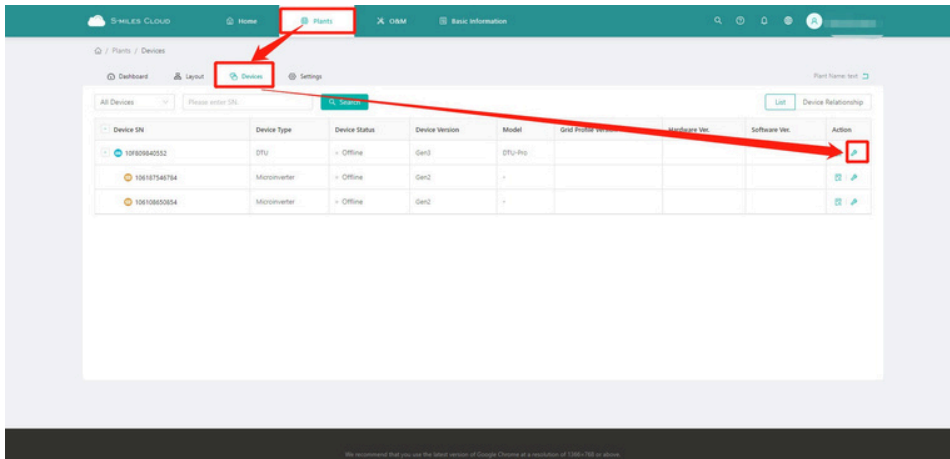 S-MILES CLOUD Home Plants O&M Basic Information A
/ Plants / Devices
Dashboard Layout Devices Settings Plant Name: test
All Devices Please enter SN. Search List Device Relationship
Device SN Device Type Device Status Device Version Model Grid Profile Version Hardware Ver. Software Ver. Action
10F809840552 DTU Offline Gen3 DTU-Pro
106187546784 Microinverter Offline Gen2 -
106108650654 Microinverter Offline Gen2 -
We recommend that you use the latest version of Google Chrome at a resolution of 1366×768 or above.